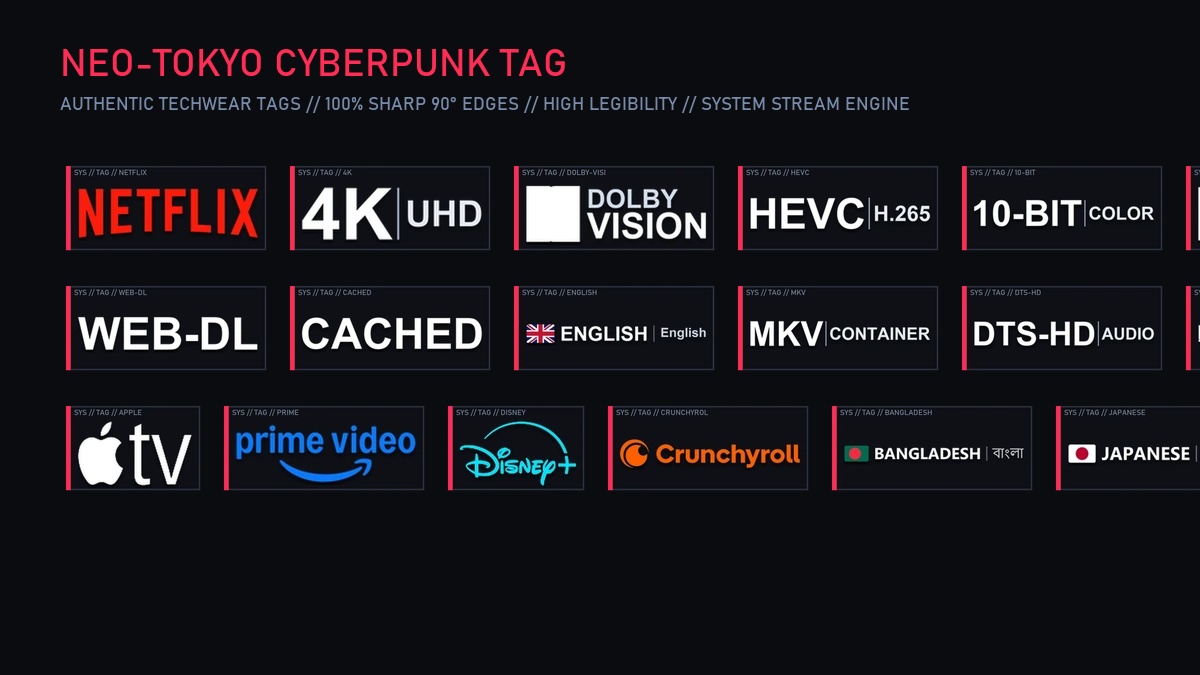 NEO-TOKYO CYBERPUNK TAG
AUTHENTIC TECHWEAR TAGS // 100% SHARP 90° EDGES // HIGH LEGIBILITY // SYSTEM STREAM ENGINE
SYS // TAG // NETFLIX
NETFLIX
SYS // TAG // 4K
4K UHD
SYS // TAG // DOLBY-VISI
DOLBY
VISION
SYS // TAG // HEVC
HEVC H.265
SYS // TAG // 10-BIT
10-BIT COLOR
SYS // TAG // WEB-DL
WEB-DL
SYS // TAG // CACHED
CACHED
SYS // TAG // ENGLISH
ENGLISH | English
SYS // TAG // MKV
MKV CONTAINER
SYS // TAG // DTS-HD
DTS-HD AUDIO
SYS // TAG // APPLE
tv
SYS // TAG // PRIME
prime video
SYS // TAG // DISNEY
Disney+
SYS // TAG // CRUNCHYROL
Crunchyroll
SYS // TAG // BANGLADESH
BANGLADESH | বাংলা
SYS // TAG // JAPANESE
JAPANESE |